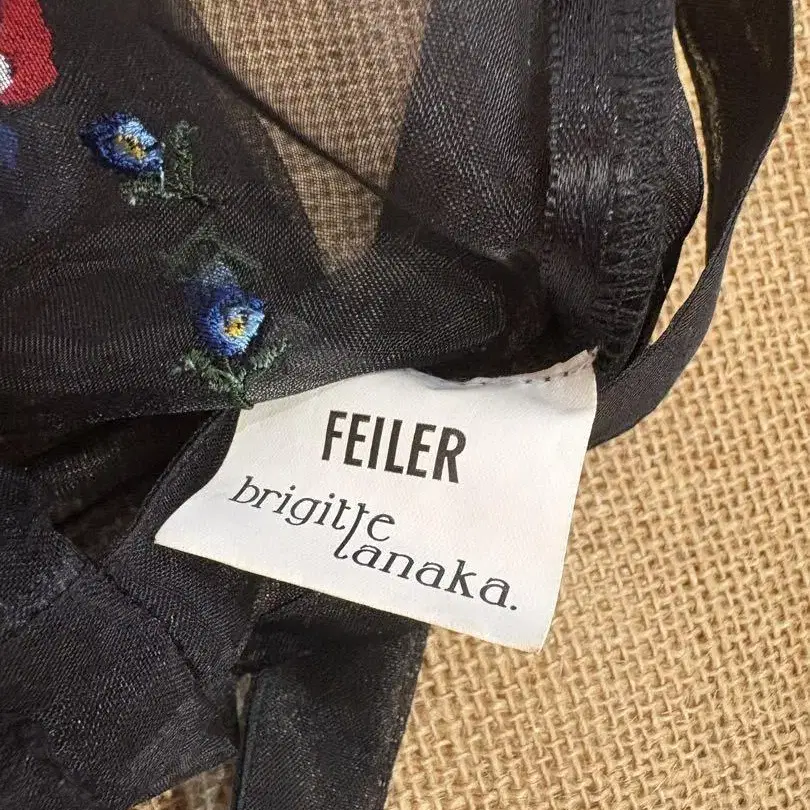 FEILER
brigitte
tanaka.